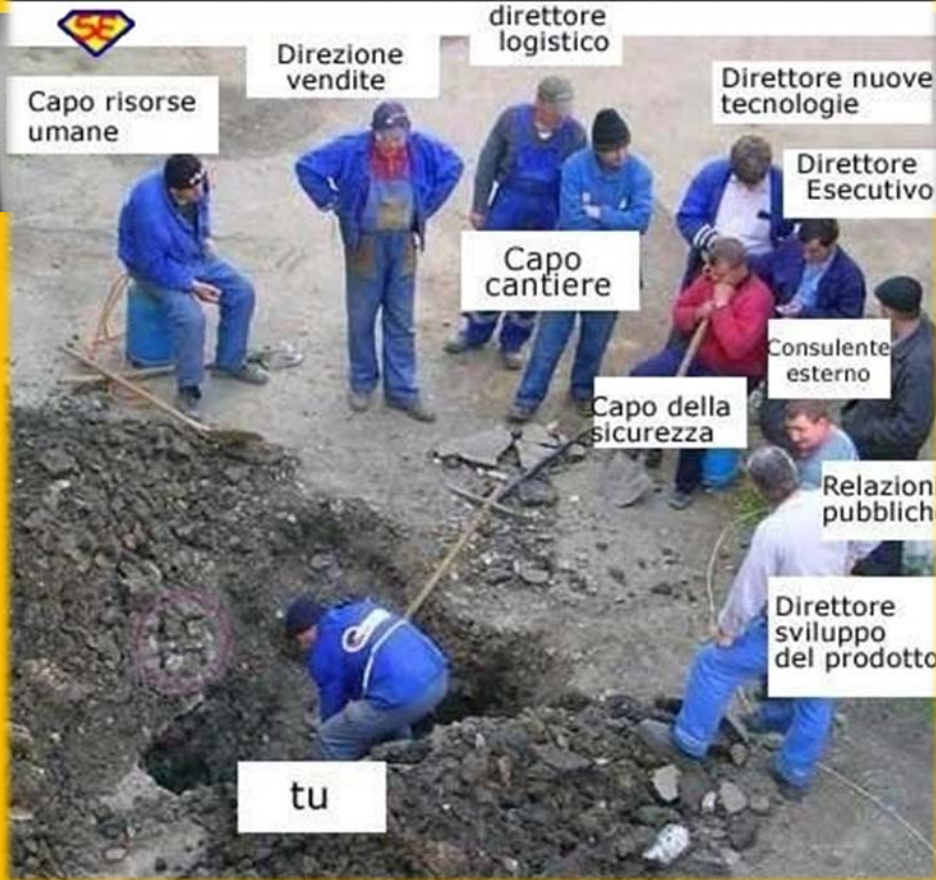 SE
direttore
logistico
Direzione
vendite
Capo risorse
umane
Direttore nuove
tecnologie
Direttore
Esecutivo
Capo
cantiere
Consulente
esterno
Capo della
sicurezza
Relazion
pubblich
Direttore
sviluppo
del prodotto
tu